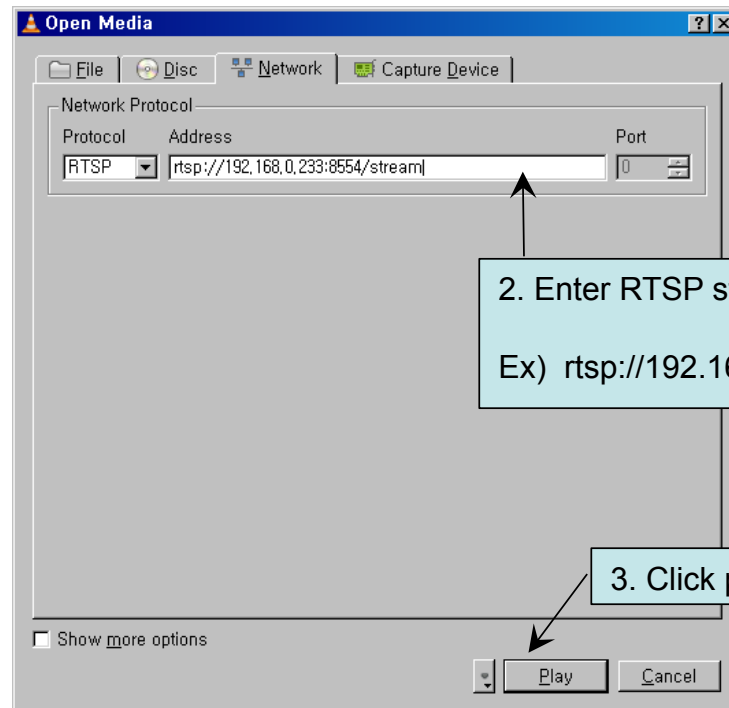 Open Media
File Disc Network Capture Device
Network Protocol
Protocol Address Port
RTSP rtsp://192,168,0,233:8554/stream 0
2. Enter RTSP
Ex) rtsp://192.16
3. Click
Show more options
Play Cancel